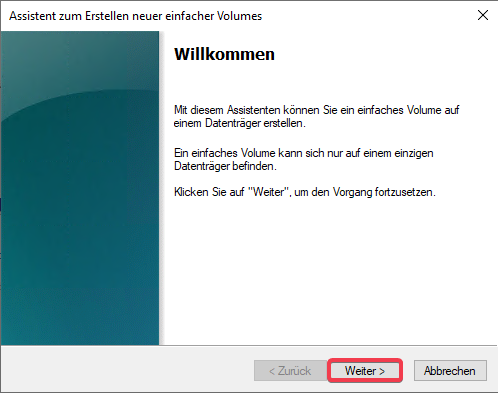 Assistent zum Erstellen neuer einfacher Volumes
Willkommen
Mit diesem Assistenten können Sie ein einfaches Volume auf
einem Datenträger erstellen.
Ein einfaches Volume kann sich nur auf einem einzigen
Datenträger befinden.
Klicken Sie auf "Weiter", um den Vorgang fortzusetzen.
< Zurück
Weiter >
Abbrechen